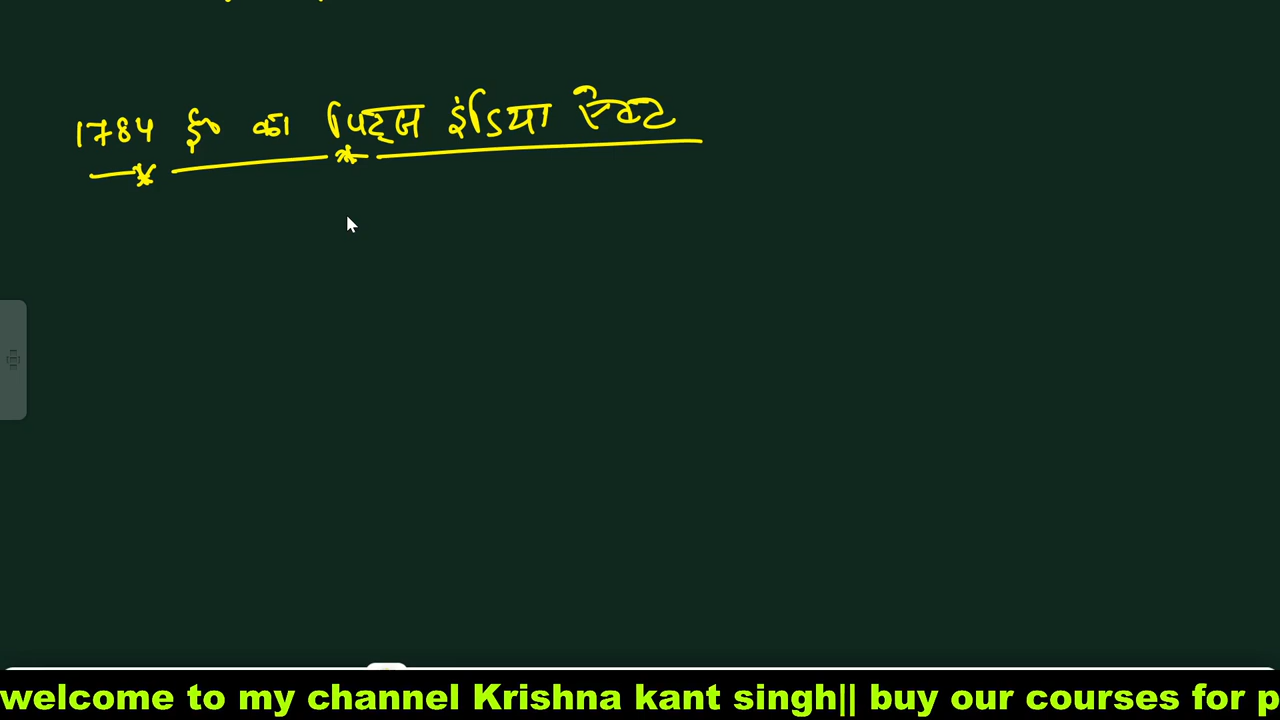 1784 ई० का पिट्स इंडिया ऐक्ट
welcome to my channel Krishna kant singh|| buy our courses for p